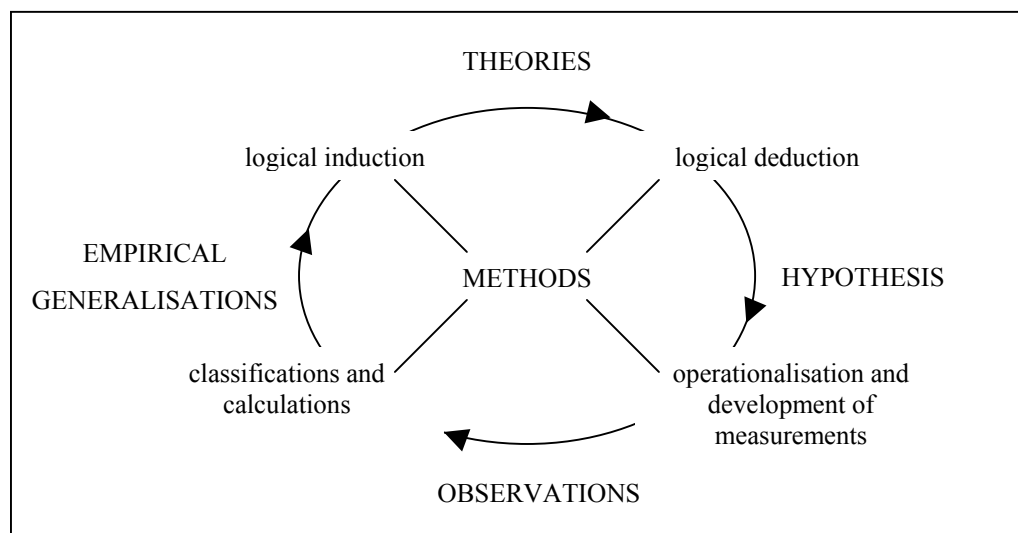 THEORIES
logical induction
logical deduction
EMPIRICAL
GENERALISATIONS
METHODS
HYPOTHESIS
classifications and
calculations
operationalisation and
development of
measurements
OBSERVATIONS